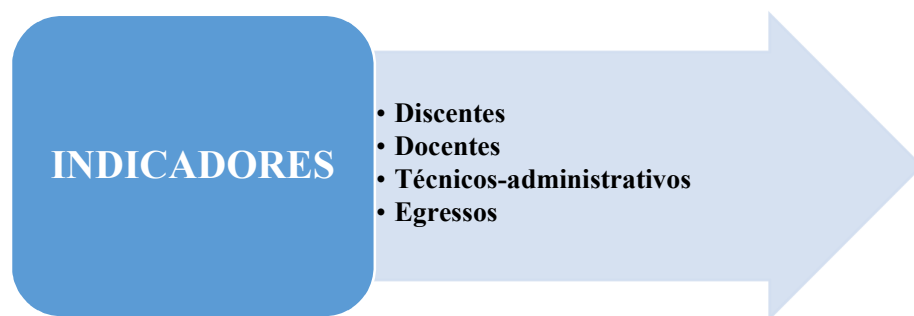 INDICADORES
• Discentes
• Docentes
• Técnicos-administrativos
• Egressos